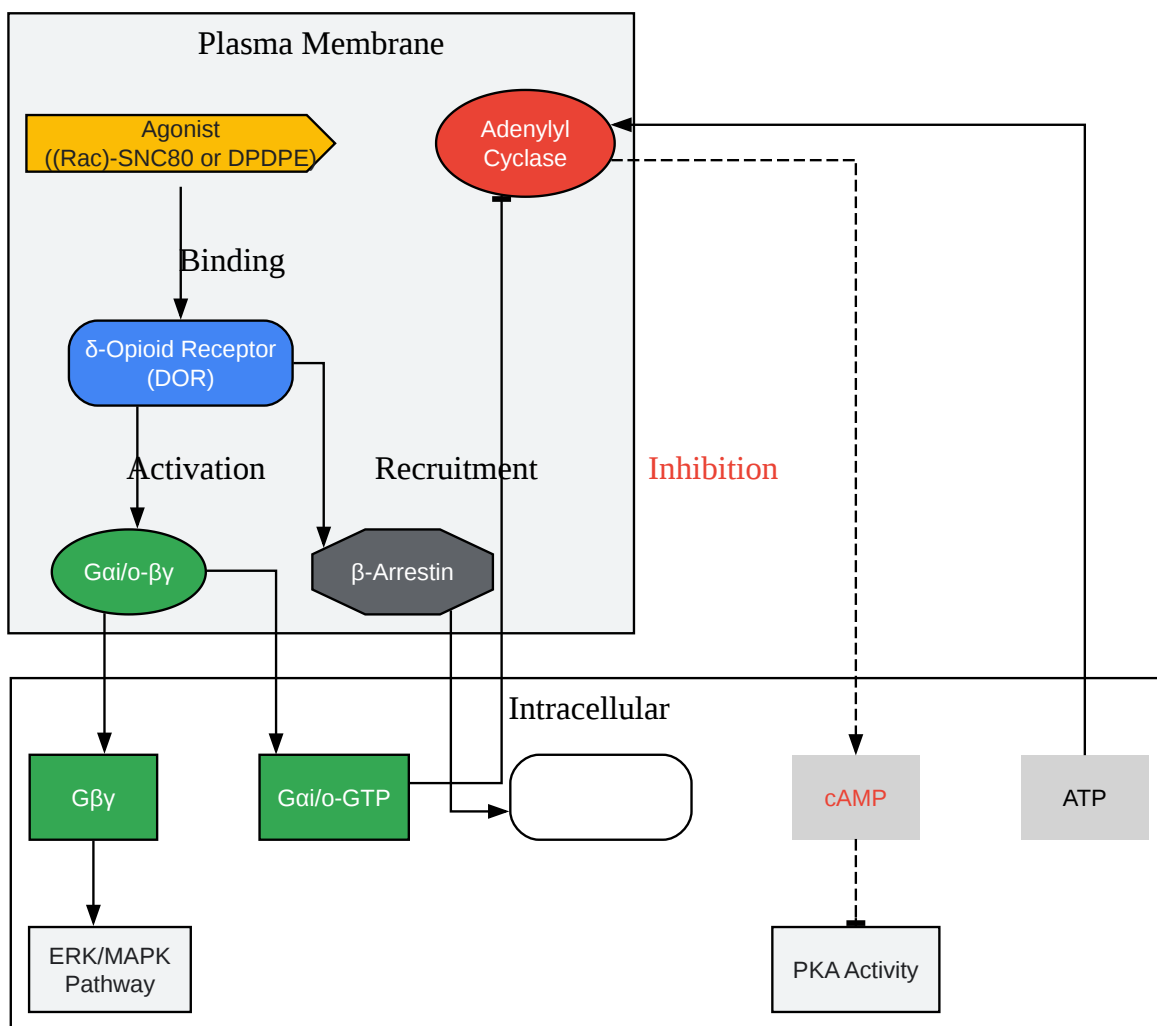 Plasma Membrane
Agonist
((Rac)-SNC80 or DPDPE)
Adenylyl
Cyclase
Binding
δ-Opioid Receptor
(DOR)
Activation
Recruitment
Inhibition
Gαi/o-βγ
β-Arrestin
Intracellular
Gβγ
Gαi/o-GTP
cAMP
ATP
ERK/MAPK
Pathway
PKA Activity